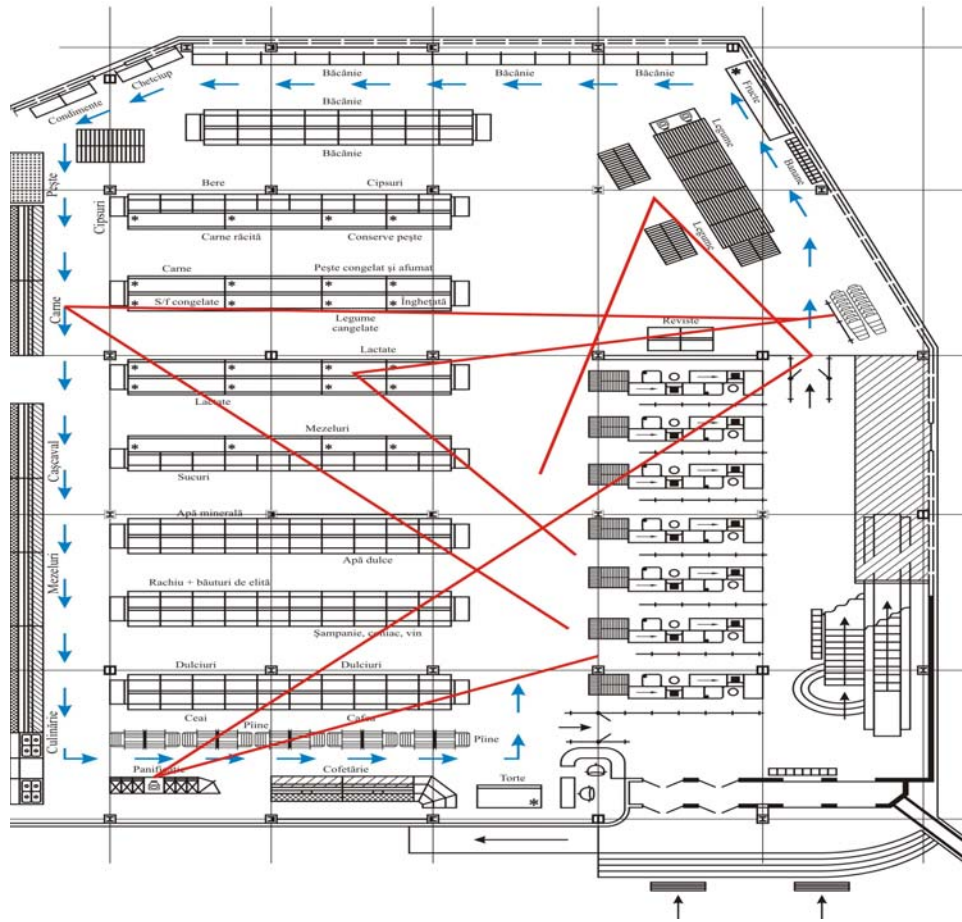 Chetciup
Condimente
Băcănie
Băcănie
Băcănie
Băcănie
Băcănie
Fructe
Legume
Banane
Legume
Pește
Cipsuri
Bere
Cipsuri
Carne răcită
Conserve pește
Carne
Pește congelat și afumat
S/f congelate
Înghețată
Legume
cangelate
Carne
Reviste
Lactate
Lactate
Mezeluri
Cașcaval
Sucuri
Apă minerală
Apă dulce
Mezeluri
Rachiu + băuturi de elită
Șampanie, coniac, vin
Dulciuri
Dulciuri
Ceai
Cafea
Culinărie
Pîine
Pîine
Panificație
Cofetărie
Torte